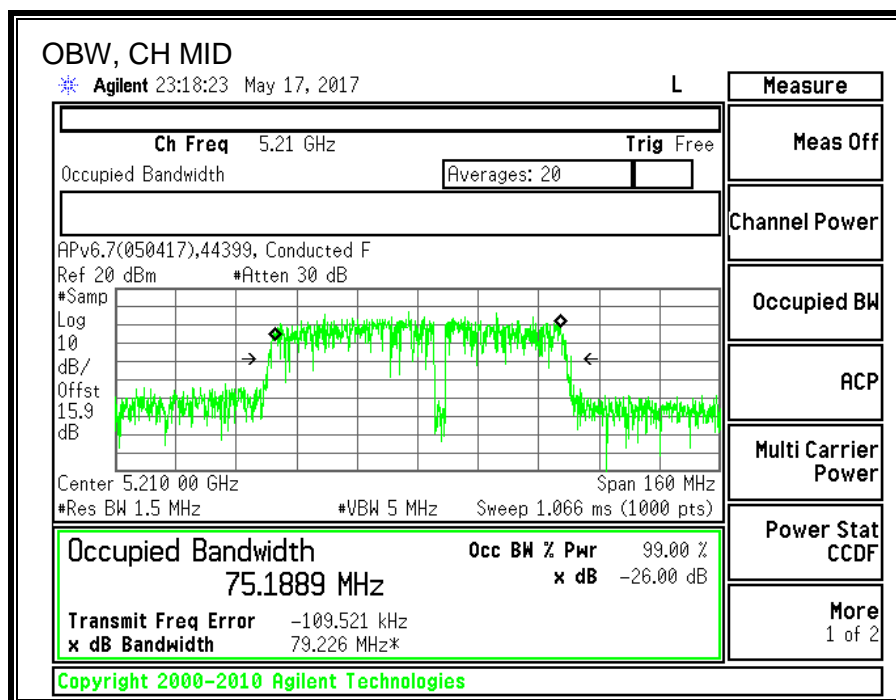 OBW, CH MID
Agilent 23:18:23 May 17, 2017 L
Measure
Ch Freq 5.21 GHz Trig Free
Meas Off
Occupied Bandwidth Averages: 20
Channel Power
APv6.7(050417),44399, Conducted F
Ref 20 dBm #Atten 30 dB
#Samp
Log
10
dB/
Offst
15.9
dB
Occupied BW
ACP
Center 5.210 00 GHz Span 160 MHz
#Res BW 1.5 MHz #VBW 5 MHz Sweep 1.066 ms (1000 pts)
Multi Carrier
Power
Occupied Bandwidth Occ BW % Pwr 99.00 %
75.1889 MHz x dB -26.00 dB
Power Stat
CCDF
Transmit Freq Error -109.521 kHz
x dB Bandwidth 79.226 MHz*
More
1 of 2
Copyright 2000-2010 Agilent Technologies